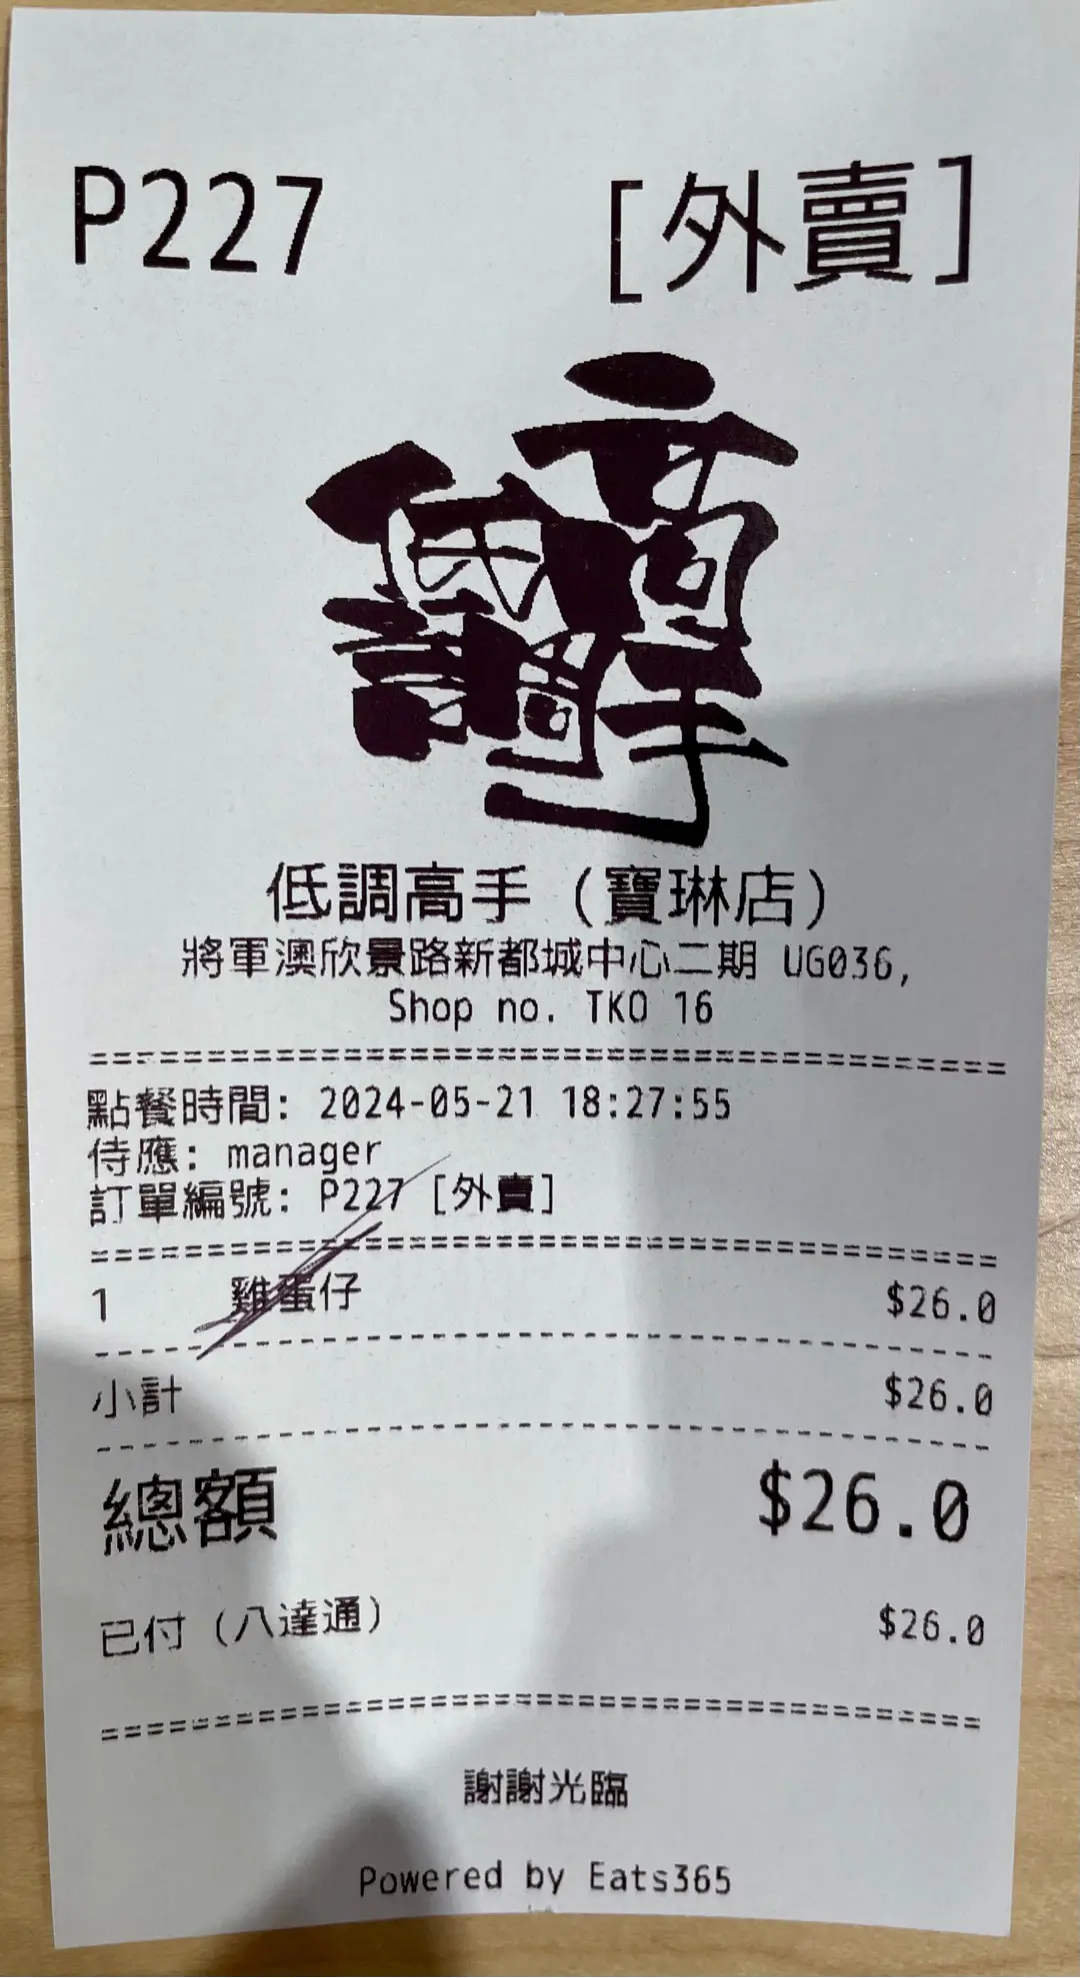 P227 [外賣]
低調高手
低調高手 (寶琳店)
將軍澳欣景路新都城中心二期 UG036,
Shop no. TKO 16
==========================================
點餐時間: 2024-05-21 18:27:55
侍應: manager
訂單編號: P227 [外賣]
==========================================
1 雞蛋仔 $26.0
------------------------------------------
小計 $26.0
------------------------------------------
總額 $26.0
已付 (八達通) $26.0
==========================================
謝謝光臨
Powered by Eats365